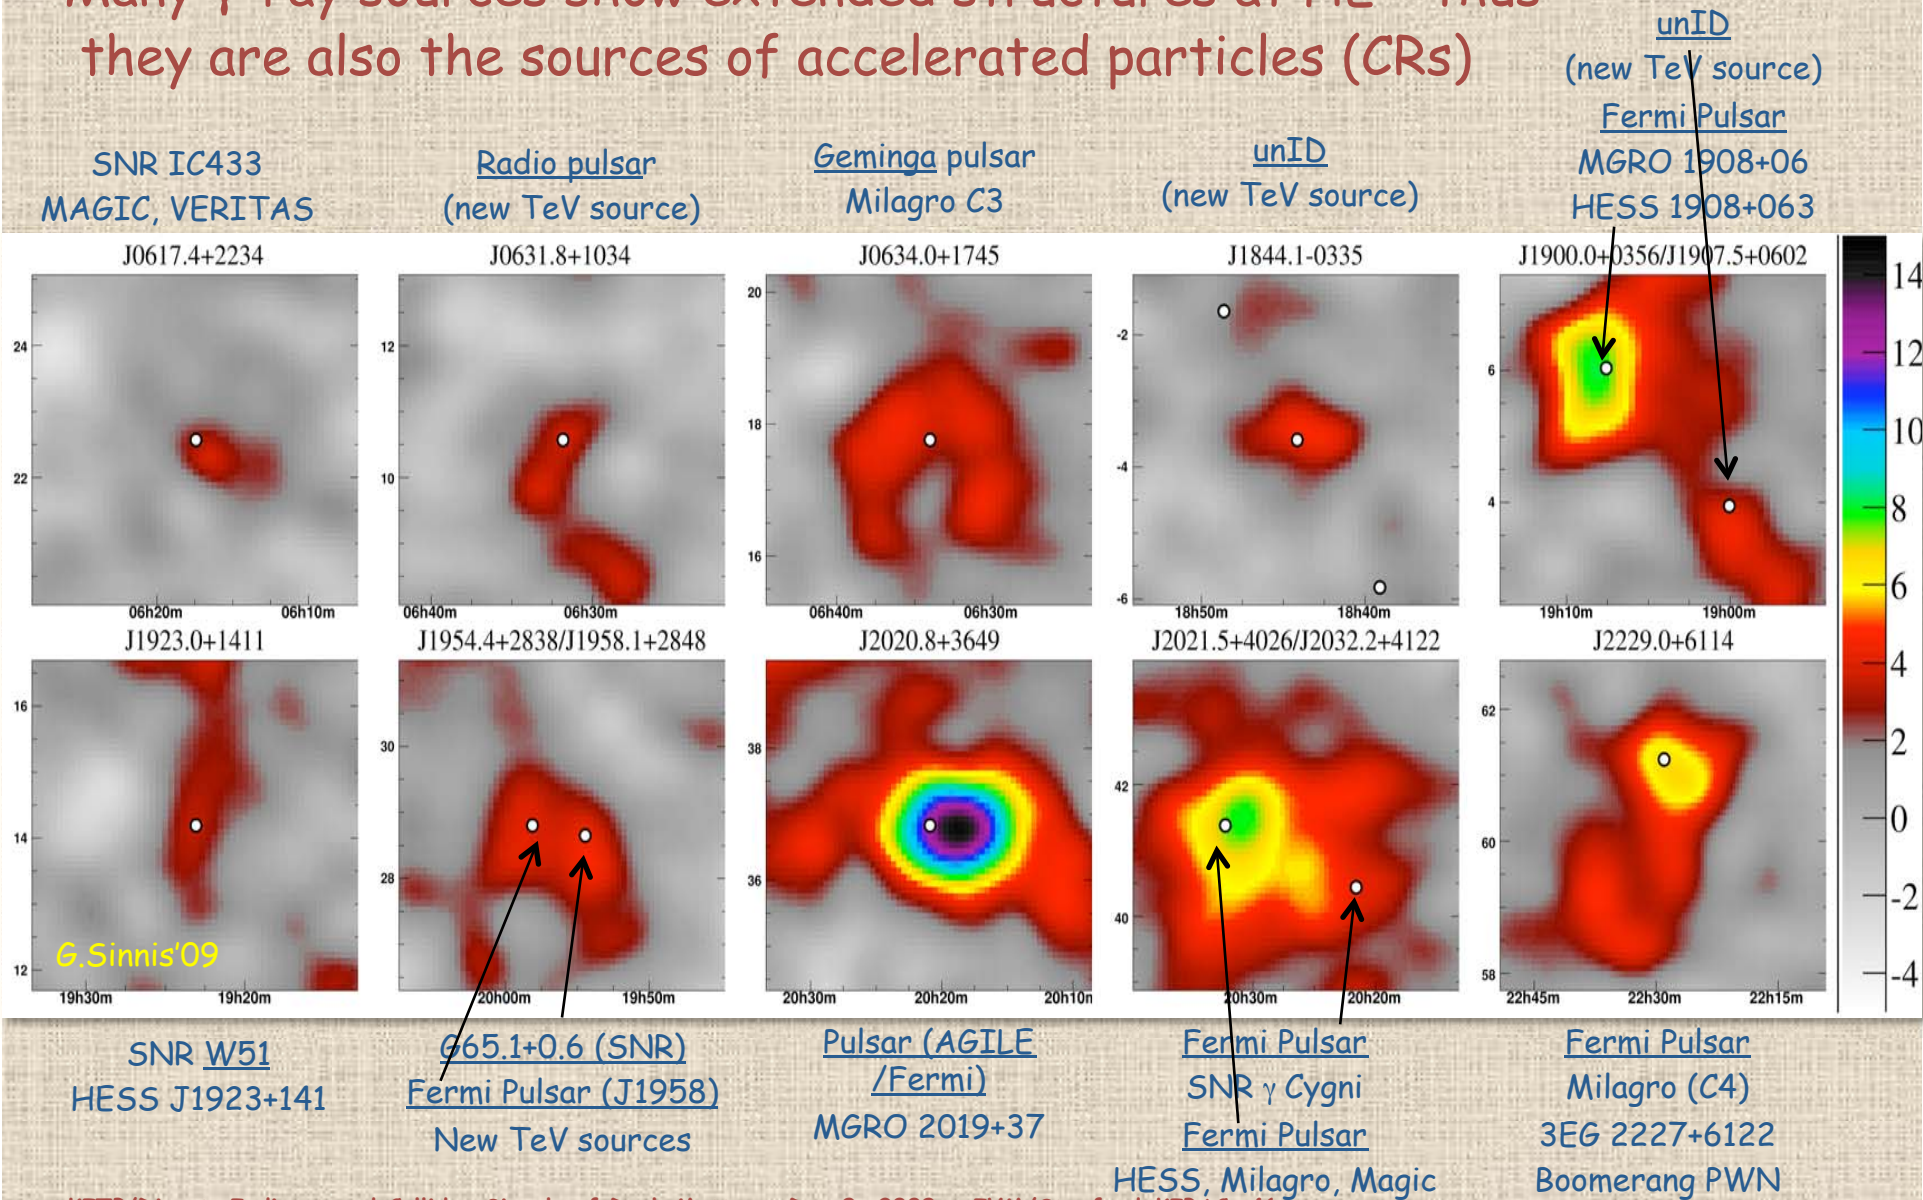 Many γ-ray sources show extended structures at HE – thus
they are also the sources of accelerated particles (CRs)
unID
(new TeV source)
Fermi Pulsar
MGRO 1908+06
HESS 1908+063
SNR IC433
MAGIC, VERITAS
Radio pulsar
(new TeV source)
Geminga pulsar
Milagro C3
unID
(new TeV source)
J0617.4+2234
J0631.8+1034
J0634.0+1745
J1844.1-0335
J1900.0+0356/J1907.5+0602
24
22
06h20m
06h10m
12
10
06h40m
06h30m
20
18
16
06h40m
06h30m
-2
-4
-6
18h50m
18h40m
6
4
19h10m
19h00m
14
12
10
8
6
4
2
0
-2
-4
J1923.0+1411
J1954.4+2838/J1958.1+2848
J2020.8+3649
J2021.5+4026/J2032.2+4122
J2229.0+6114
16
14
12
G.Sinnis'09
19h30m
19h20m
30
28
20h00m
19h50m
38
36
20h30m
20h20m
20h10m
42
40
20h30m
20h20m
62
60
58
22h45m
22h30m
22h15m
SNR W51
HESS J1923+141
G65.1+0.6 (SNR)
Fermi Pulsar (J1958)
New TeV sources
Pulsar (AGILE
/Fermi)
MGRO 2019+37
Fermi Pulsar
SNR γ Cygni
Fermi Pulsar
HESS, Milagro, Magic
Fermi Pulsar
Milagro (C4)
3EG 2227+6122
Boomerang PWN